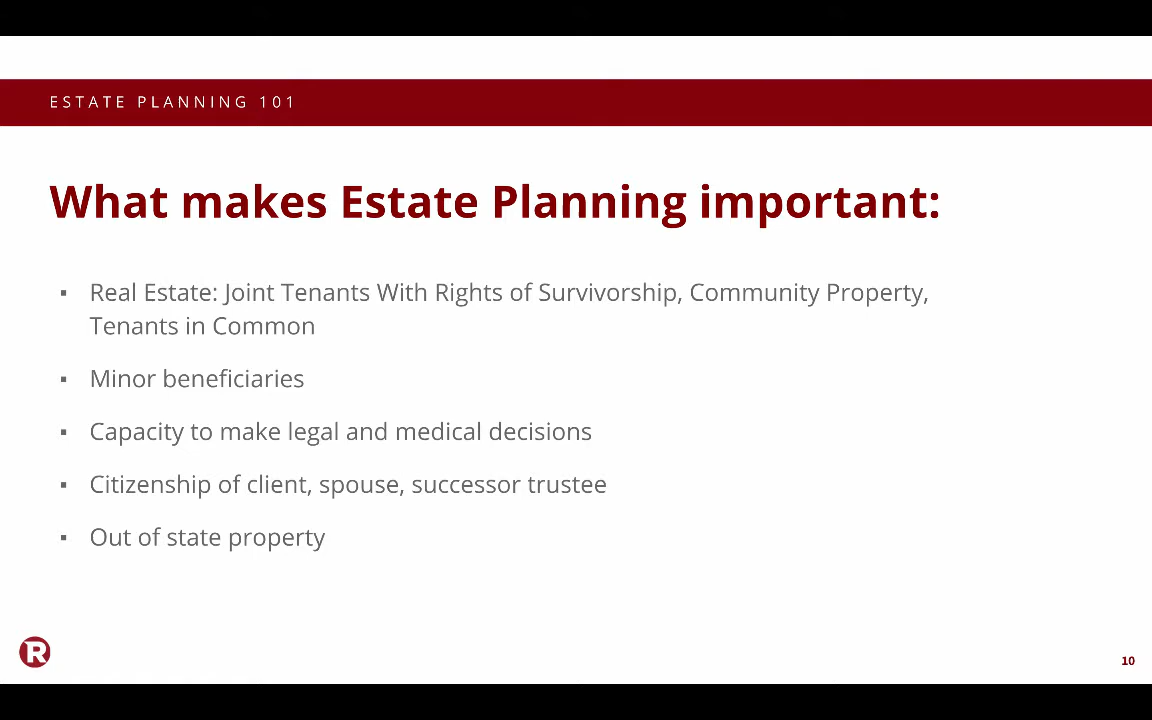 ESTATE PLANNING 101
What makes Estate Planning important:
▪ Real Estate: Joint Tenants With Rights of Survivorship, Community Property,
Tenants in Common
▪ Minor beneficiaries
▪ Capacity to make legal and medical decisions
▪ Citizenship of client, spouse, successor trustee
▪ Out of state property
R
10